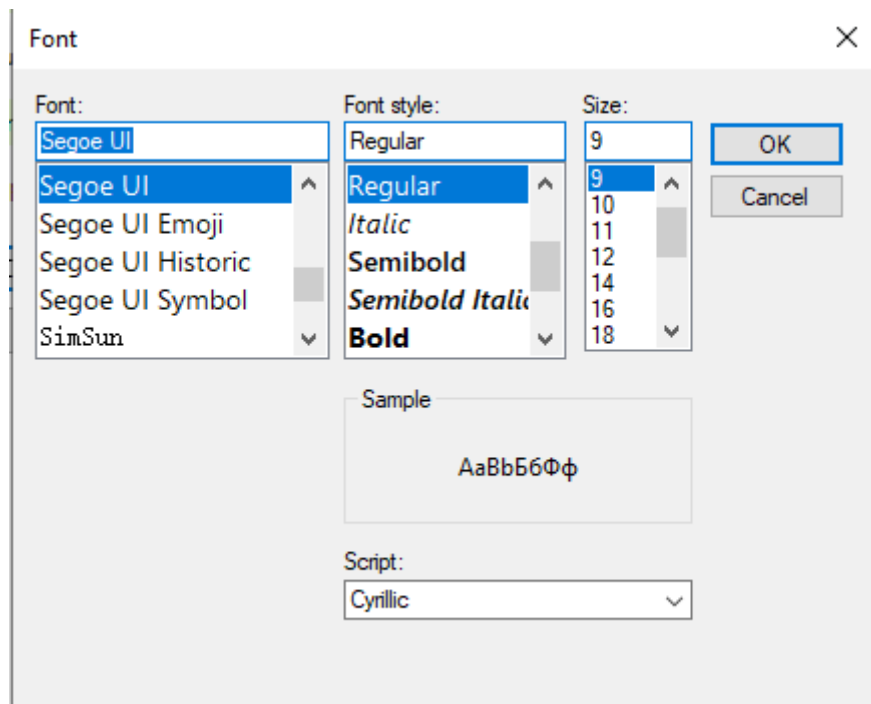 Font
Font: Font style: Size:
Segoe UI Regular 9
OK
Segoe UI Regular 9
Segoe UI Emoji Italic 10
Segoe UI Historic Semibold 11
Segoe UI Symbol Semibold Italic 12
SimSun Bold 14
16
18
Cancel
Sample
AaBbБбФф
Script:
Cyrillic